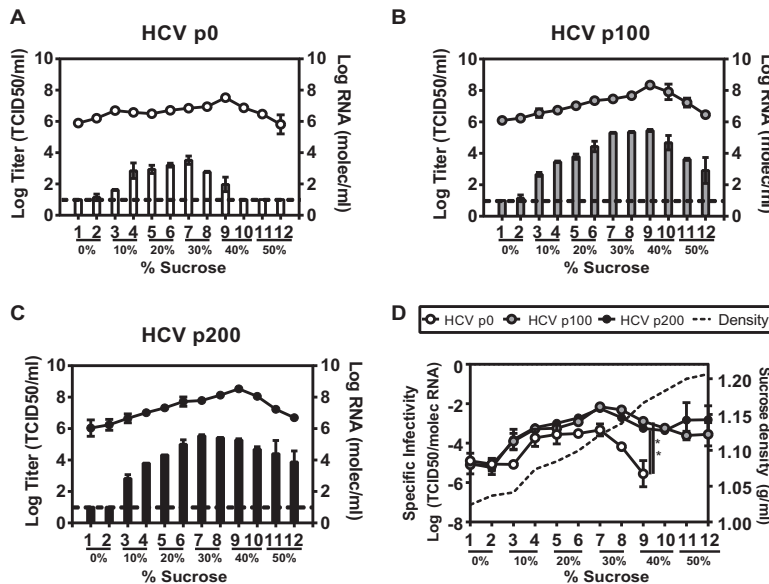 A
HCV p0
Log Titer (TCID50/ml)
10
8
6
4
2
0
10
8
6
4
2
0
Log RNA (molec/ml)
1 2 3 4 5 6 7 8 9 10 11 12
0% 10% 20% 30% 40% 50%
% Sucrose
B
HCV p100
Log Titer (TCID50/ml)
10
8
6
4
2
0
10
8
6
4
2
0
Log RNA (molec/ml)
1 2 3 4 5 6 7 8 9 10 11 12
0% 10% 20% 30% 40% 50%
% Sucrose
C
HCV p200
Log Titer (TCID50/ml)
10
8
6
4
2
0
10
8
6
4
2
0
Log RNA (molec/ml)
1 2 3 4 5 6 7 8 9 10 11 12
0% 10% 20% 30% 40% 50%
% Sucrose
D
HCV p0 HCV p100 HCV p200 Density
Specific Infectivity
Log (TCID50/molec RNA)
0
-2
-4
-6
-8
1.20
1.15
1.10
1.05
1.00
Sucrose density (g/ml)
* *
1 2 3 4 5 6 7 8 9 10 11 12
0% 10% 20% 30% 40% 50%
% Sucrose